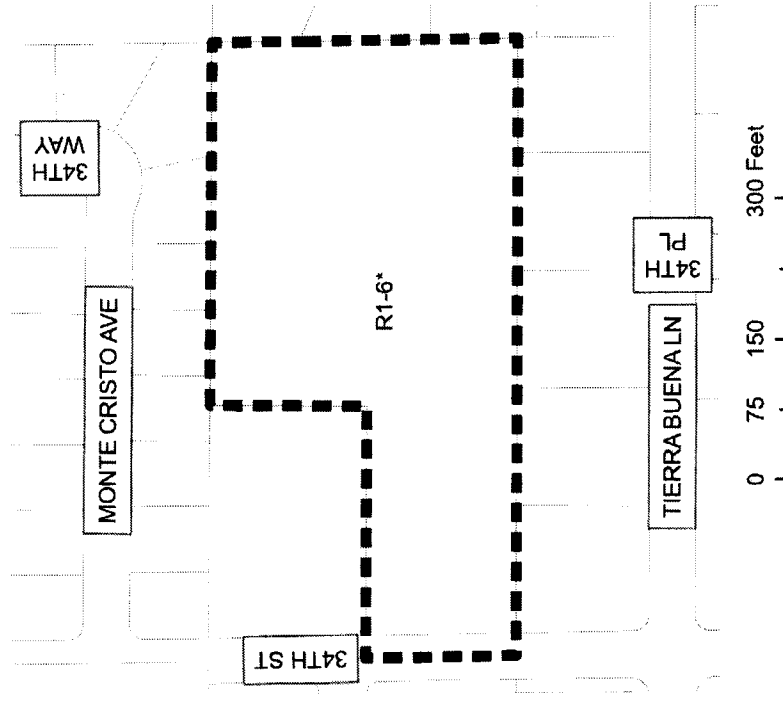 34TH
WAY
MONTE CRISTO AVE
R1-6*
34TH ST
34TH
PL
TIERRA BUENA LN
0 75 150 300 Feet